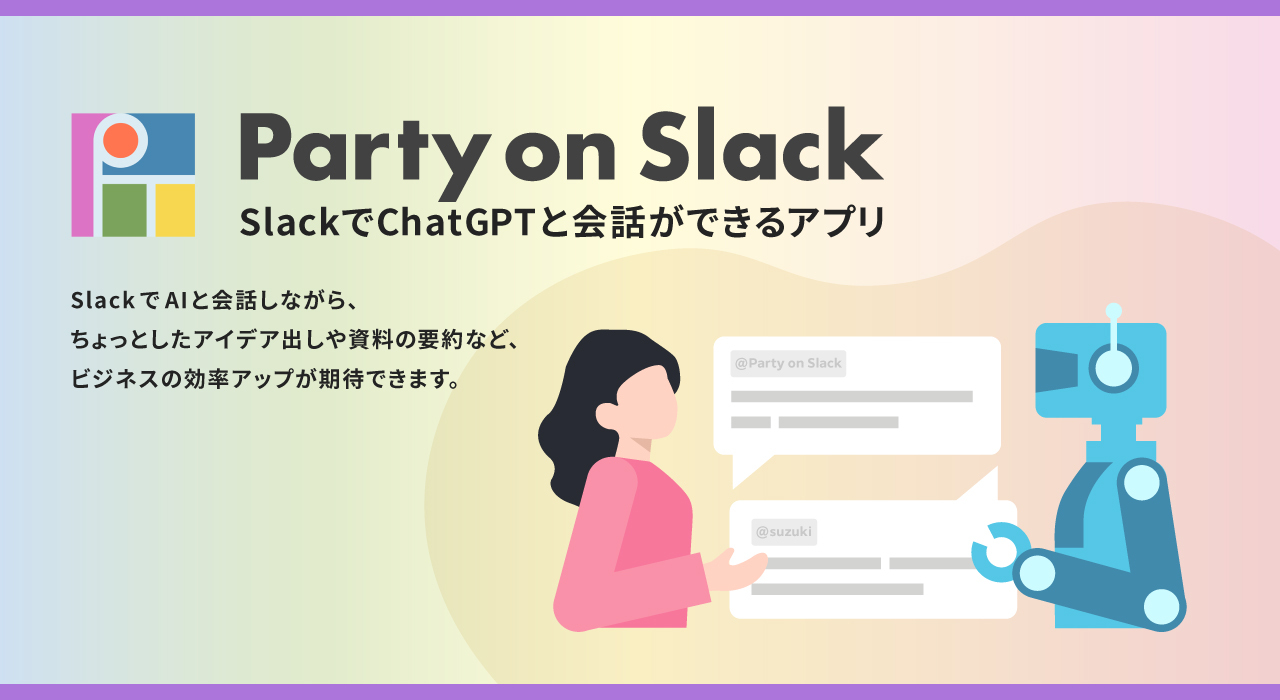 Party on Slack
SlackでChatGPTと会話ができるアプリ
SlackでAIと会話しながら、
ちょっとしたアイデア出しや資料の要約など、
ビジネスの効率アップが期待できます。
@Party on Slack
@suzuki